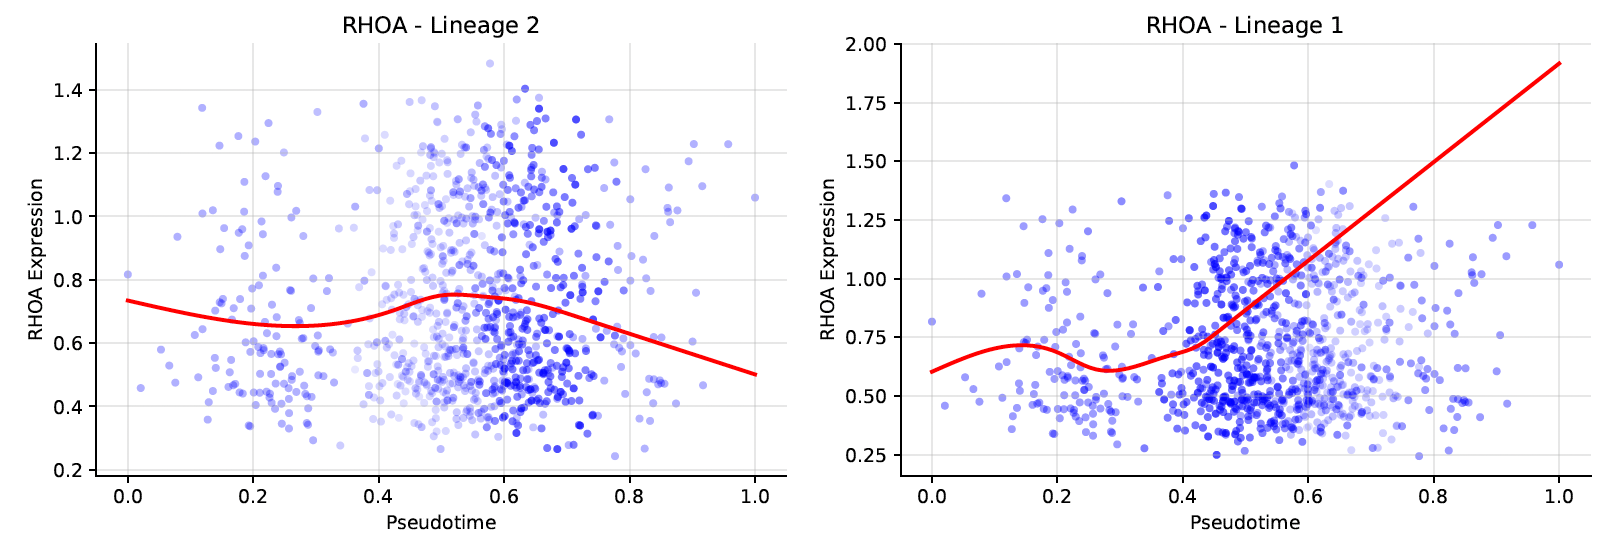 RHOA - Lineage 2
RHOA Expression
1.4
1.2
1.0
0.8
0.6
0.4
0.2
0.0 0.2 0.4 0.6 0.8 1.0
Pseudotime
RHOA - Lineage 1
RHOA Expression
2.00
1.75
1.50
1.25
1.00
0.75
0.50
0.25
0.0 0.2 0.4 0.6 0.8 1.0
Pseudotime